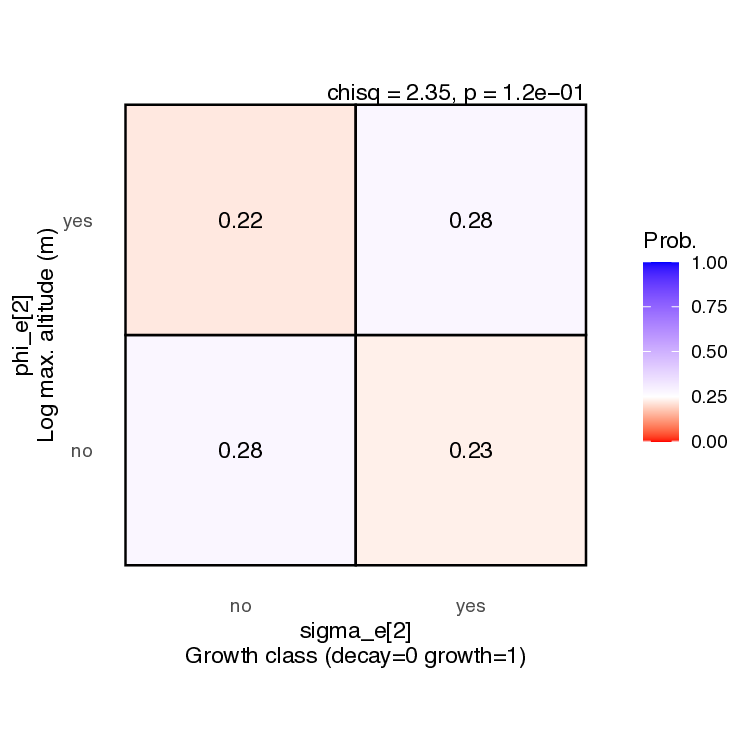 chisq = 2.35, p = 1.2e−01
phi_e[2]
Log max. altitude (m)
yes
no
0.22
0.28
0.28
0.23
no
yes
sigma_e[2]
Growth class (decay=0 growth=1)
Prob.
1.00
0.75
0.50
0.25
0.00